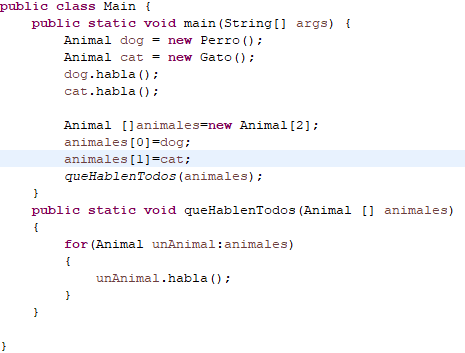 public class Main {
    public static void main(String[] args) {
        Animal dog = new Perro();
        Animal cat = new Gato();
        dog.habla();
        cat.habla();

        Animal []animales=new Animal[2];
        animales[0]=dog;
        animales[1]=cat;
        queHablenTodos(animales);
    }
    public static void queHablenTodos(Animal [] animales)
    {
        for(Animal unAnimal:animales)
        {
            unAnimal.habla();
        }
    }

}